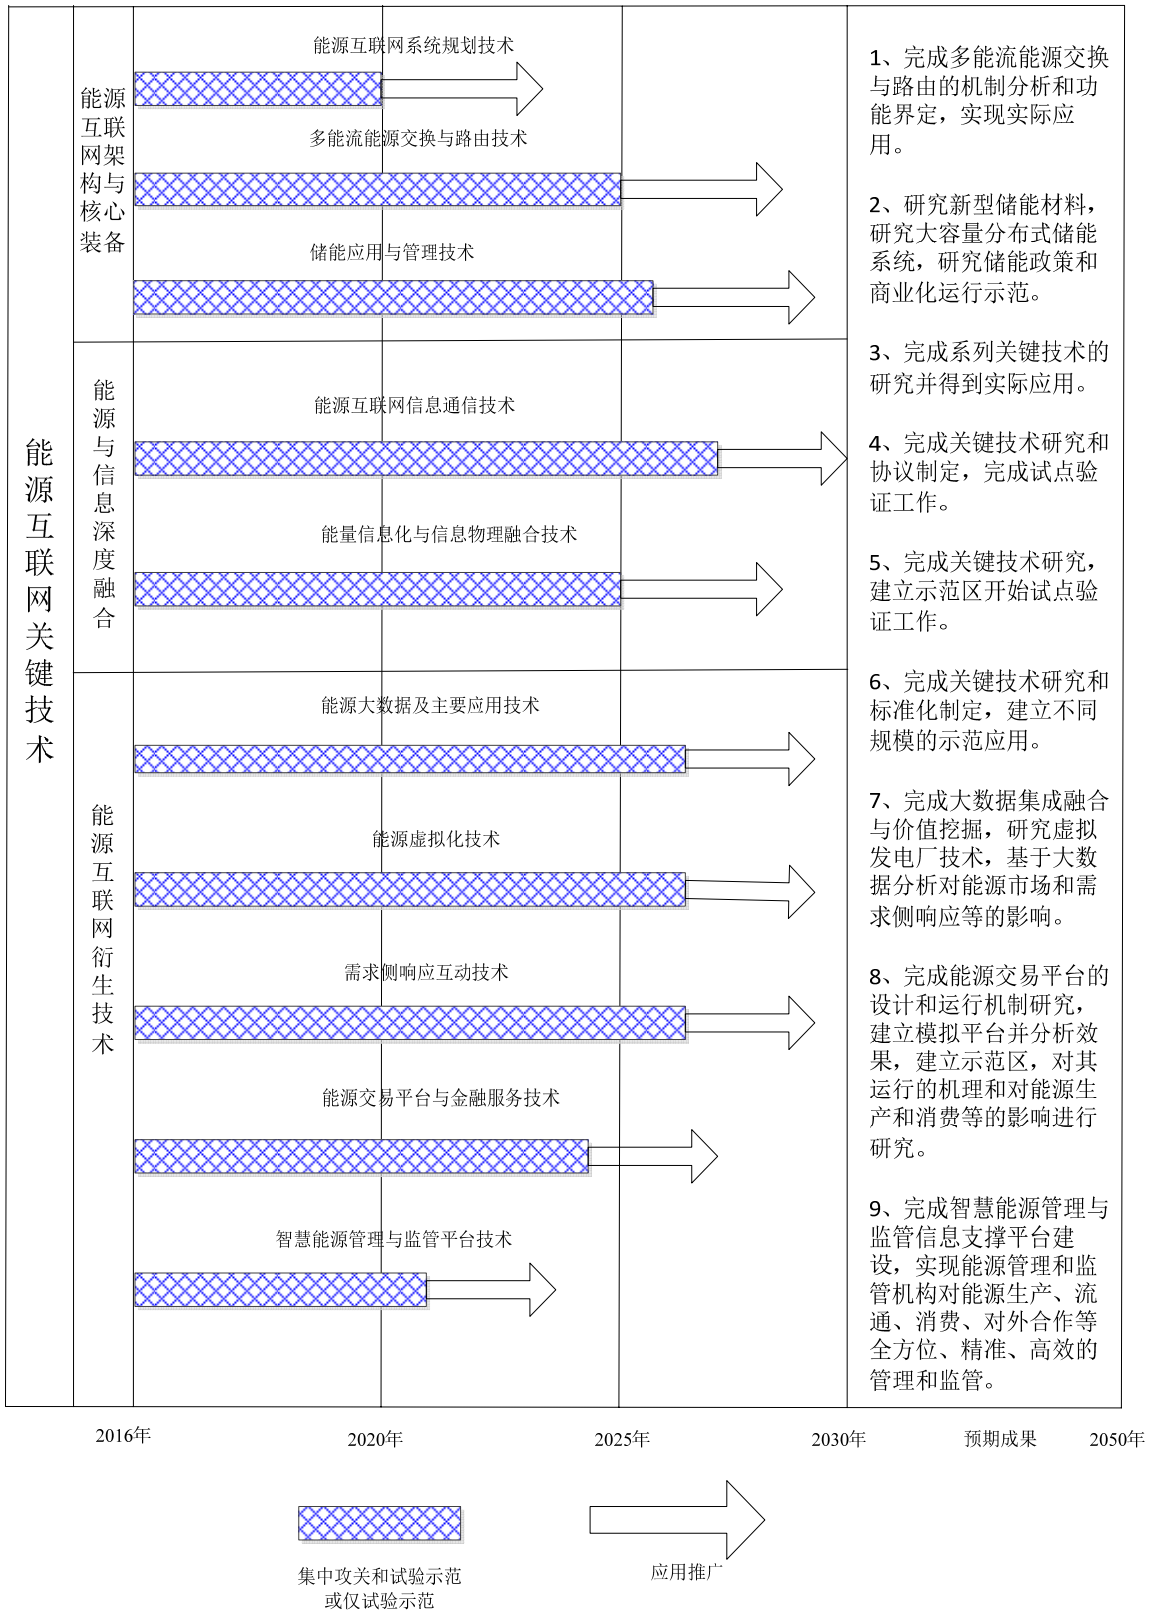 能源互联网关键技术
能源
互联
网架
构与
核心
装备
能源互联网系统规划技术
多能流能源交换与路由技术
储能应用与管理技术
能源与信息深度融合
能源互联网信息通信技术
能量信息化与信息物理融合技术
能源互联网衍生技术
能源大数据及主要应用技术
能源虚拟化技术
需求侧响应互动技术
能源交易平台与金融服务技术
智慧能源管理与监管平台技术
1、完成多能流能源交换
与路由的机制分析和功
能界定，实现实际应
用。
2、研究新型储能材料，
研究大容量分布式储能
系统，研究储能政策和
商业化运行示范。
3、完成系列关键技术的
研究并得到实际应用。
4、完成关键技术研究和
协议制定，完成试点验
证工作。
5、完成关键技术研究，
建立示范区开始试点验
证工作。
6、完成关键技术研究和
标准化制定，建立不同
规模的示范应用。
7、完成大数据集成融合
与价值挖掘，研究虚拟
发电厂技术，基于大数
据分析对能源市场和需
求侧响应等的影响。
8、完成能源交易平台的
设计和运行机制研究，
建立模拟平台并分析效
果，建立示范区，对其
运行的机理和对能源生
产和消费等的影响进行
研究。
9、完成智慧能源管理与
监管信息支撑平台建
设，实现能源管理和监
管机构对能源生产、流
通、消费、对外合作等
全方位、精准、高效的
管理和监管。
2016年
2020年
2025年
2030年
预期成果
2050年
集中攻关和试验示范
或仅试验示范
应用推广